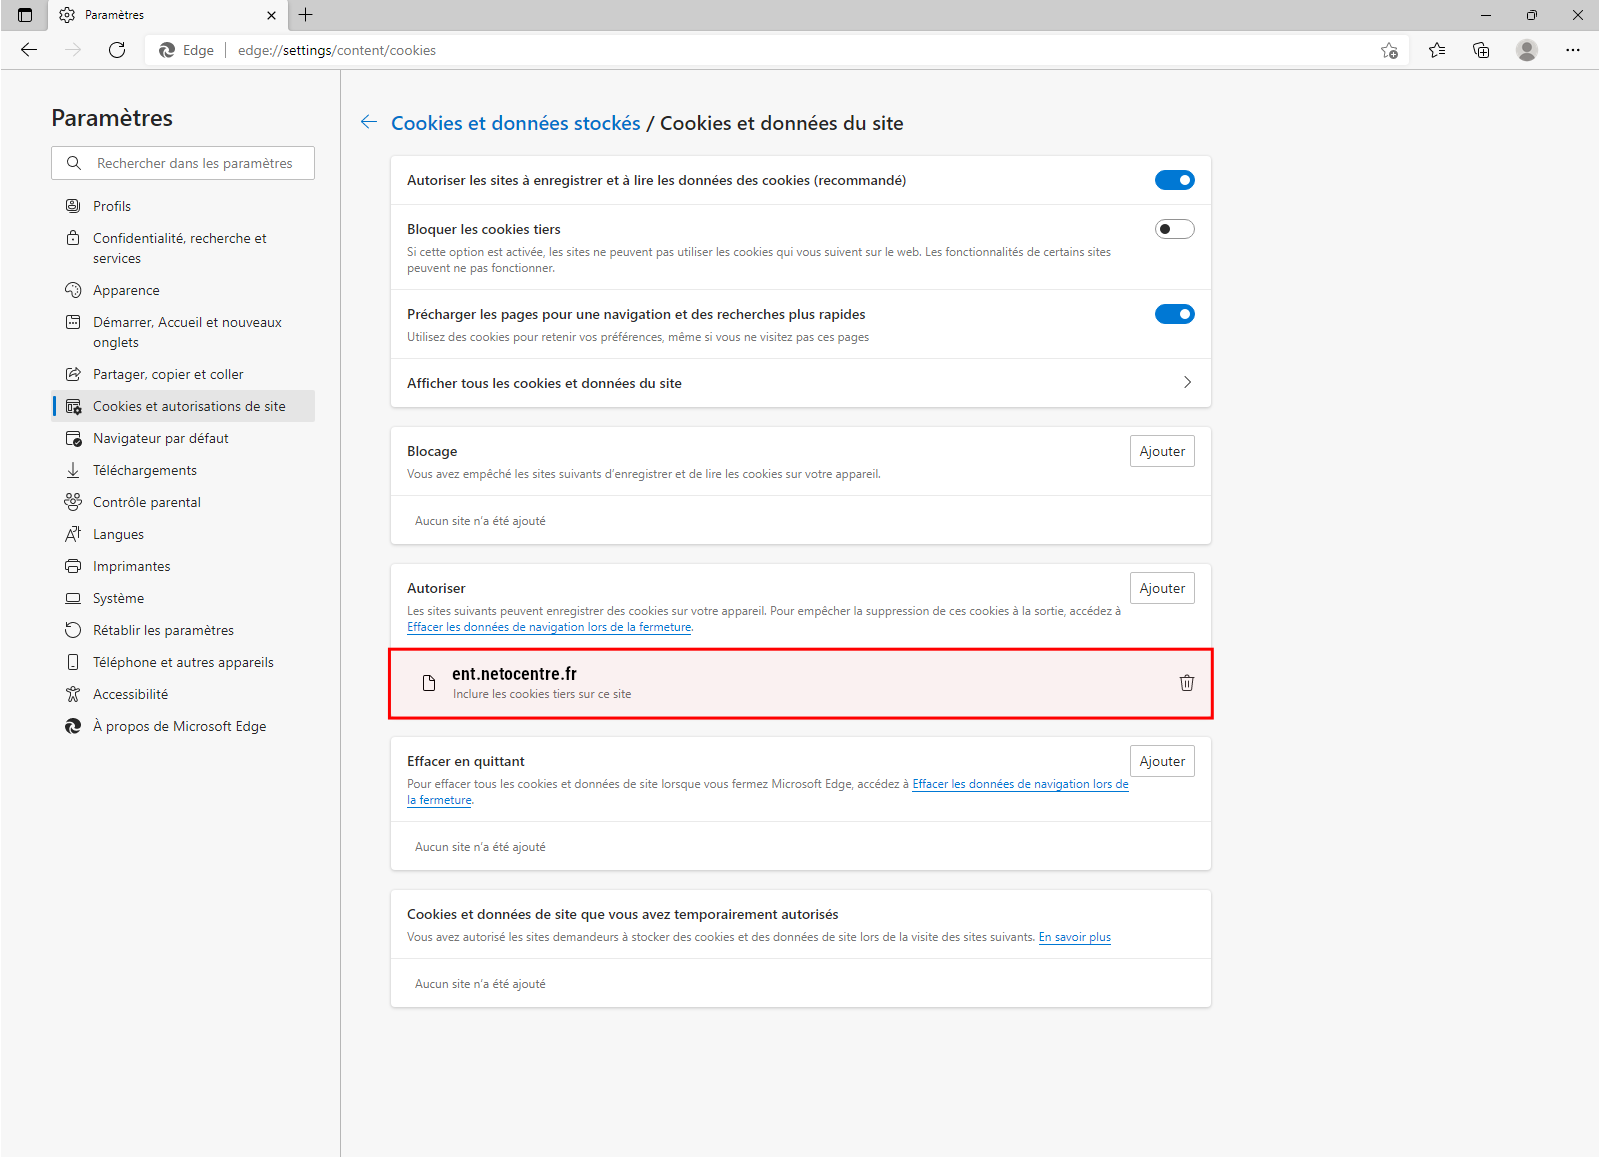 Paramètres
Edge
edge://settings/content/cookies
Paramètres
Rechercher dans les paramètres
Profils
Confidentialité, recherche et
services
Apparence
Démarrer, Accueil et nouveaux
onglets
Partager, copier et coller
Cookies et autorisations de site
Navigateur par défaut
Téléchargements
Contrôle parental
Langues
Imprimantes
Système
Rétablir les paramètres
Téléphone et autres appareils
Accessibilité
À propos de Microsoft Edge
Cookies et données stockés / Cookies et données du site
Autoriser les sites à enregistrer et à lire les données des cookies (recommandé)
Bloquer les cookies tiers
Si cette option est activée, les sites ne peuvent pas utiliser les cookies qui vous suivent sur le web. Les fonctionnalités de certains sites
peuvent ne pas fonctionner.
Précharger les pages pour une navigation et des recherches plus rapides
Utilisez des cookies pour retenir vos préférences, même si vous ne visitez pas ces pages
Afficher tous les cookies et données du site
Blocage
Ajouter
Vous avez empêché les sites suivants d’enregistrer et de lire les cookies sur votre appareil.
Aucun site n’a été ajouté
Autoriser
Ajouter
Les sites suivants peuvent enregistrer des cookies sur votre appareil. Pour empêcher la suppression de ces cookies à la sortie, accédez à
Effacer les données de navigation lors de la fermeture.
ent.netocentre.fr
Inclure les cookies tiers sur ce site
Effacer en quittant
Ajouter
Pour effacer tous les cookies et données de site lorsque vous fermez Microsoft Edge, accédez à Effacer les données de navigation lors de
la fermeture.
Aucun site n’a été ajouté
Cookies et données de site que vous avez temporairement autorisés
Vous avez autorisé les sites demandeurs à stocker des cookies et des données de site lors de la visite des sites suivants. En savoir plus
Aucun site n’a été ajouté